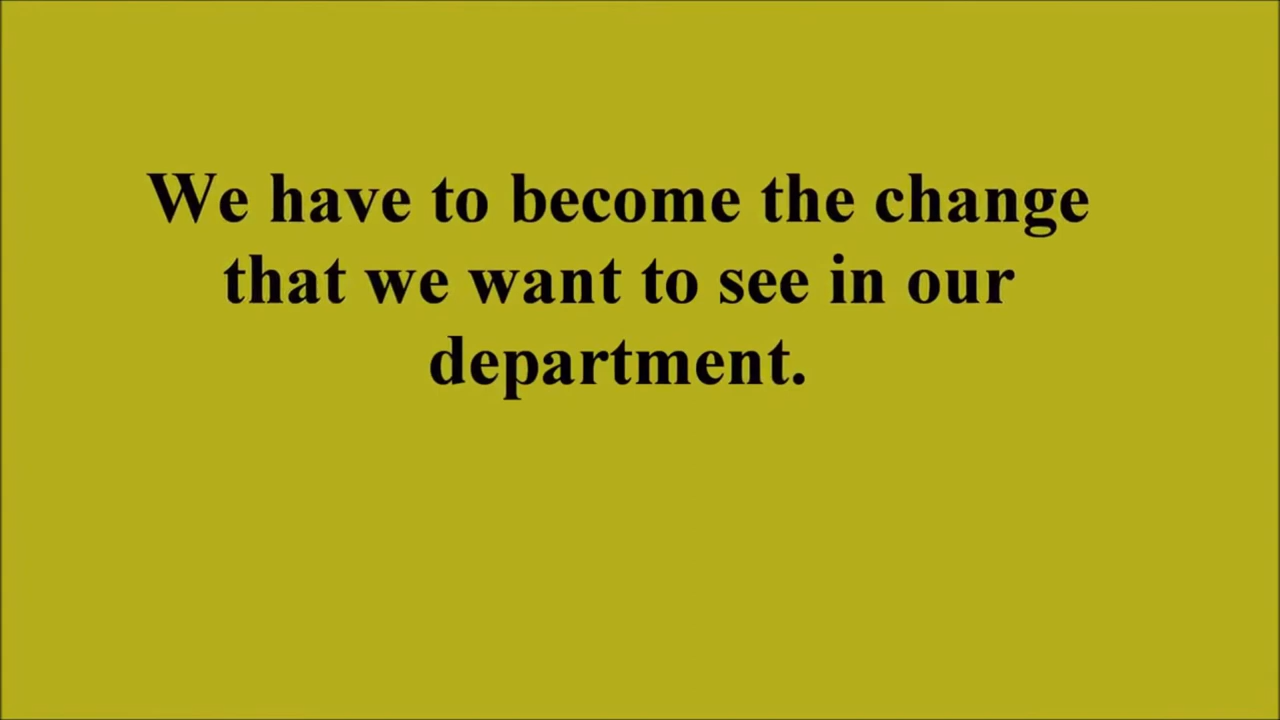 We have to become the change
that we want to see in our
department.